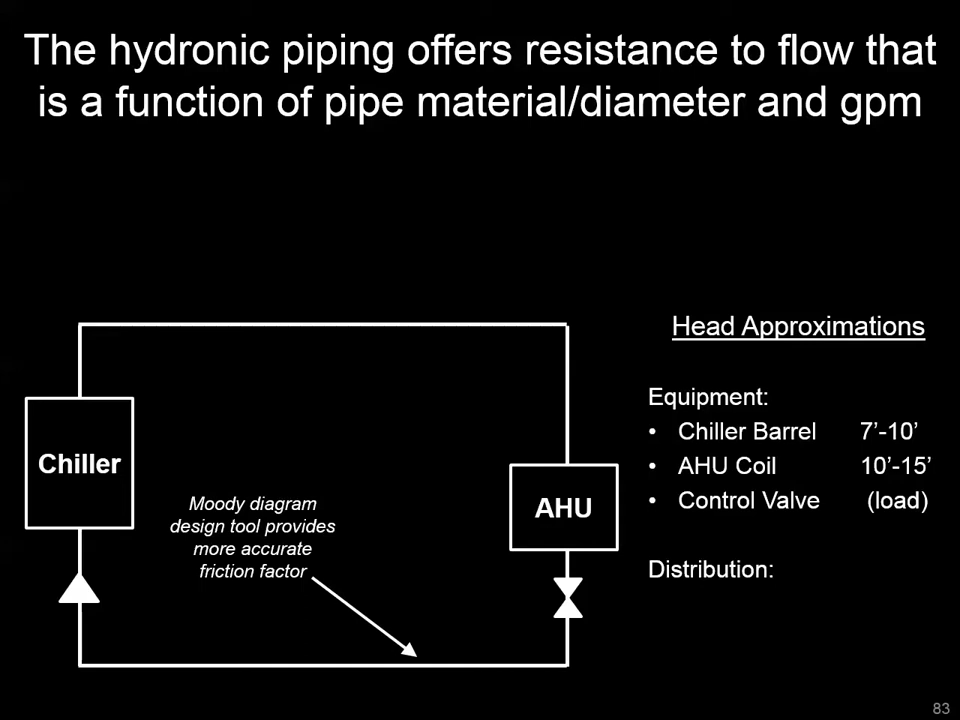 The hydronic piping offers resistance to flow that
is a function of pipe material/diameter and gpm
Head Approximations
Equipment:
• Chiller Barrel 7’-10’
• AHU Coil 10’-15’
• Control Valve (load)
Distribution:
Chiller
Moody diagram
design tool provides
more accurate
friction factor
AHU
83